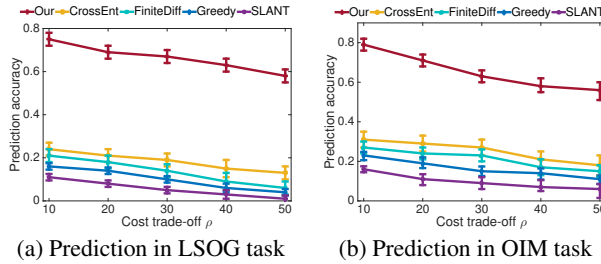 Our CrossEnt FiniteDiff Greedy SLANT
0.8
0.6
0.4
0.2
0
Prediction accuracy
10 20 30 40 50
Cost trade-off ρ
(a) Prediction in LSOG task
Our CrossEnt FiniteDiff Greedy SLANT
0.8
0.6
0.4
0.2
0
Prediction accuracy
10 20 30 40 50
Cost trade-off ρ
(b) Prediction in OIM task